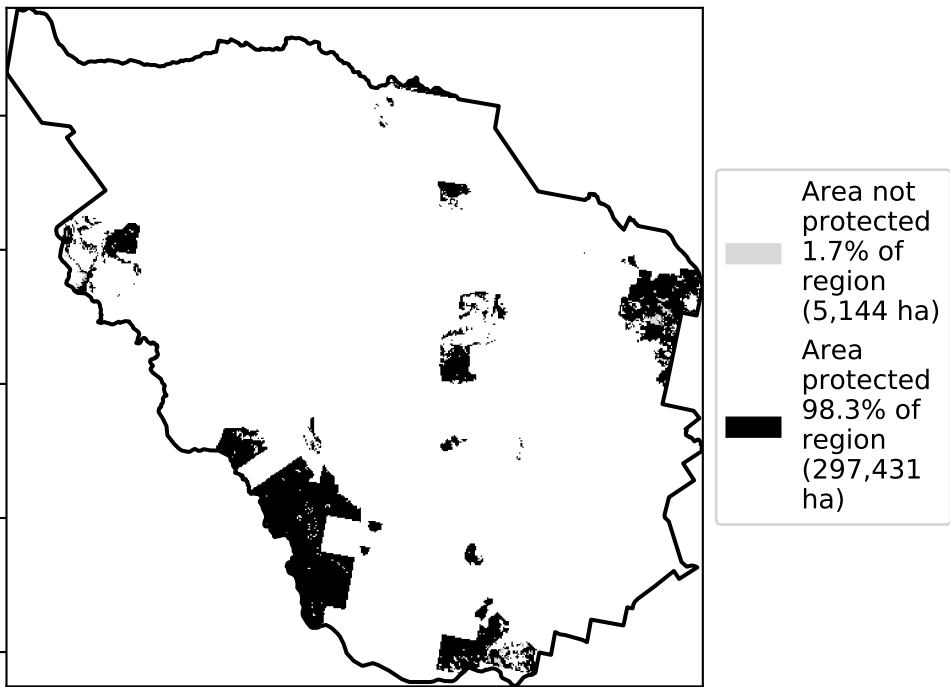 Area not
protected
1.7% of
region
(5,144 ha)
Area
protected
98.3% of
region
(297,431
ha)